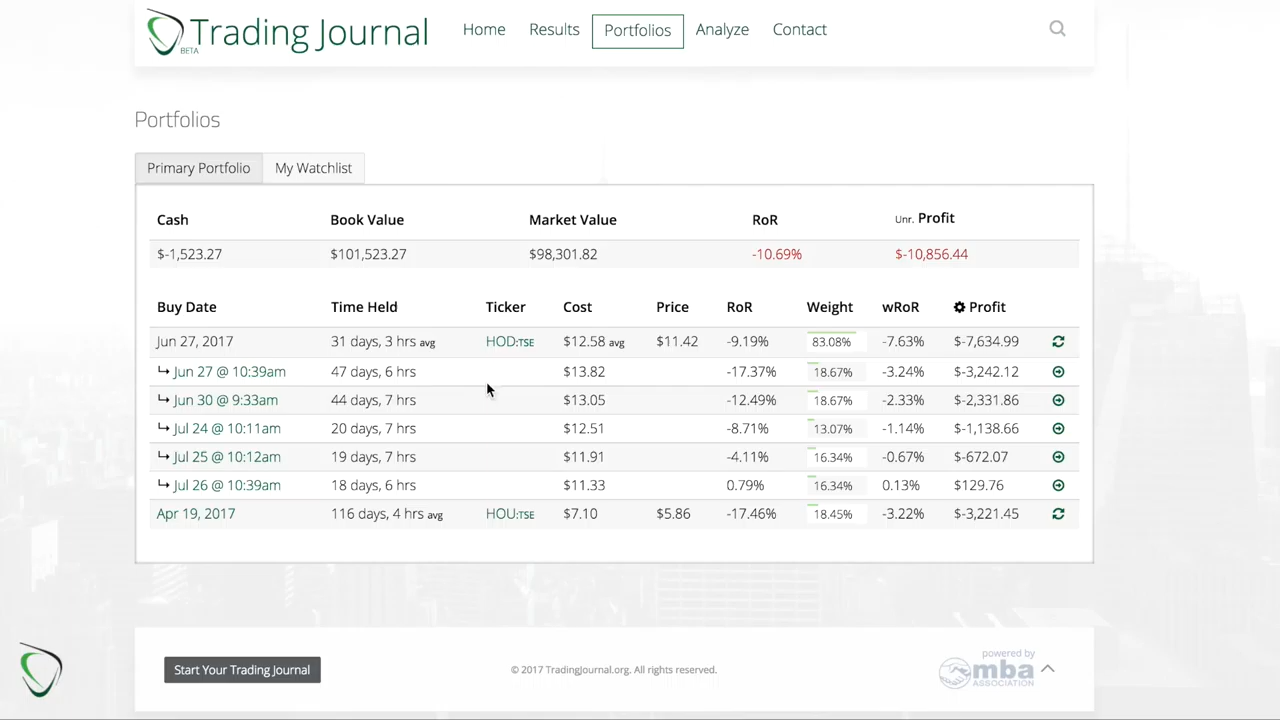 Trading Journal
BETA
Home Results Portfolios Analyze Contact
Portfolios
Primary Portfolio My Watchlist
Cash Book Value Market Value RoR Unr. Profit
$-1,523.27 $101,523.27 $98,301.82 -10.69% $-10,856.44
Buy Date Time Held Ticker Cost Price RoR Weight wRoR Profit
Jun 27, 2017 31 days, 3 hrs avg HOD:TSE $12.58 avg $11.42 -9.19% 83.08% -7.63% $-7,634.99
Jun 27 @ 10:39am 47 days, 6 hrs $13.82 -17.37% 18.67% -3.24% $-3,242.12
Jun 30 @ 9:33am 44 days, 7 hrs $13.05 -12.49% 18.67% -2.33% $-2,331.86
Jul 24 @ 10:11am 20 days, 7 hrs $12.51 -8.71% 13.07% -1.14% $-1,138.66
Jul 25 @ 10:12am 19 days, 7 hrs $11.91 -4.11% 16.34% -0.67% $-672.07
Jul 26 @ 10:39am 18 days, 6 hrs $11.33 0.79% 16.34% 0.13% $129.76
Apr 19, 2017 116 days, 4 hrs avg HOU:TSE $7.10 $5.86 -17.46% 18.45% -3.22% $-3,221.45
Start Your Trading Journal
© 2017 TradingJournal.org. All rights reserved.
powered by
mba
ASSOCIATION